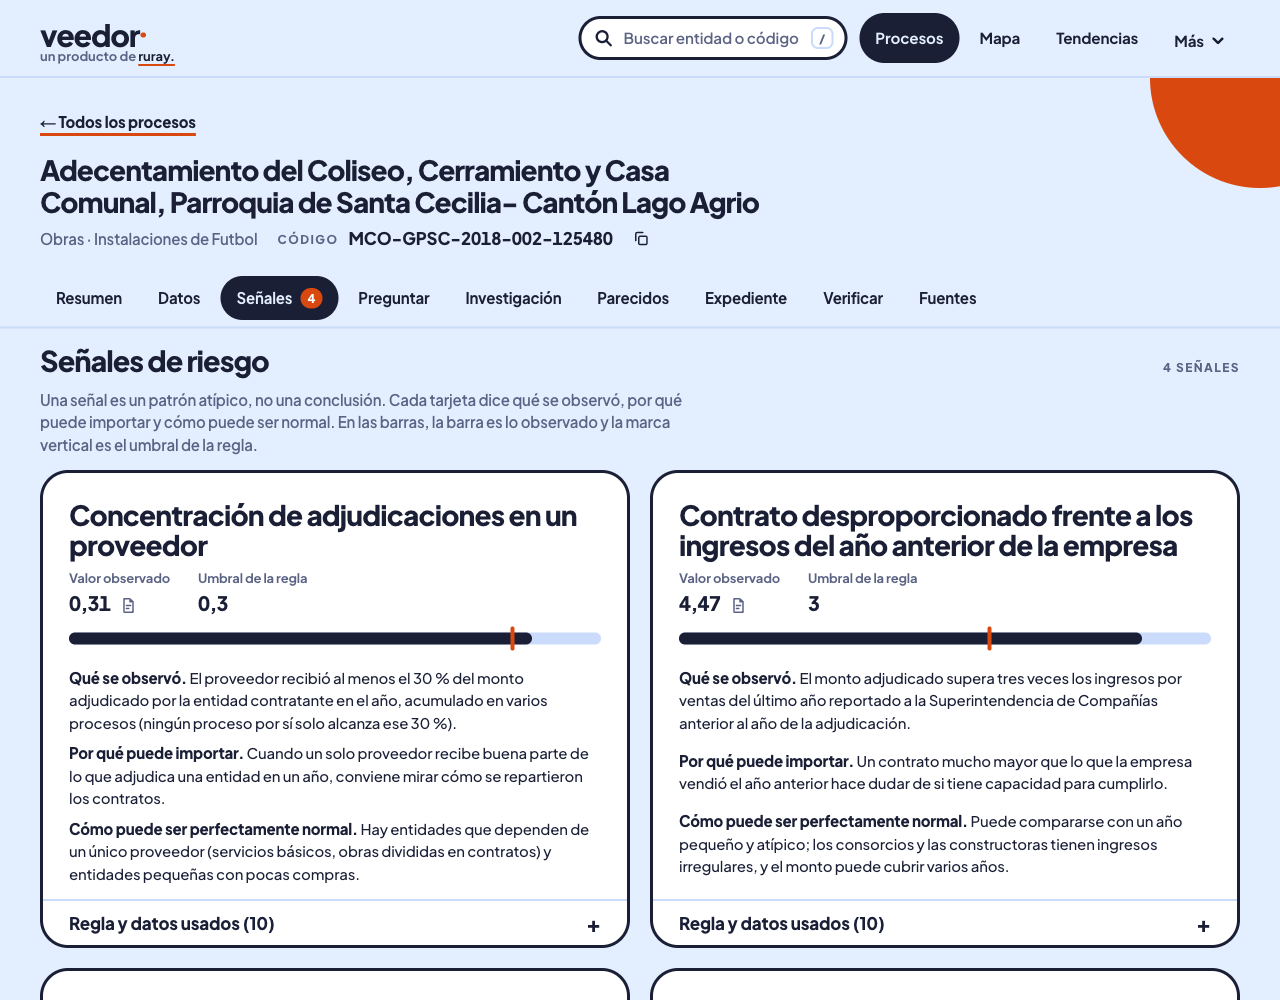 veedor
un producto de ruray.
Buscar entidad o código /
Procesos
Mapa
Tendencias
Más
← Todos los procesos
Adecentamiento del Coliseo, Cerramiento y Casa
Comunal, Parroquia de Santa Cecilia– Cantón Lago Agrio
Obras · Instalaciones de Futbol CÓDIGO MCO-GPSC-2018-002-125480
Resumen
Datos
Señales 4
Preguntar
Investigación
Parecidos
Expediente
Verificar
Fuentes
Señales de riesgo
4 SEÑALES
Una señal es un patrón atípico, no una conclusión. Cada tarjeta dice qué se observó, por qué
puede importar y cómo puede ser normal. En las barras, la barra es lo observado y la marca
vertical es el umbral de la regla.
Concentración de adjudicaciones en un
proveedor
Valor observado Umbral de la regla
0,31 0,3
Qué se observó. El proveedor recibió al menos el 30 % del monto
adjudicado por la entidad contratante en el año, acumulado en varios
procesos (ningún proceso por sí solo alcanza ese 30 %).
Por qué puede importar. Cuando un solo proveedor recibe buena parte de
lo que adjudica una entidad en un año, conviene mirar cómo se repartieron
los contratos.
Cómo puede ser perfectamente normal. Hay entidades que dependen de
un único proveedor (servicios básicos, obras divididas en contratos) y
entidades pequeñas con pocas compras.
Regla y datos usados (10) +
Contrato desproporcionado frente a los
ingresos del año anterior de la empresa
Valor observado Umbral de la regla
4,47 3
Qué se observó. El monto adjudicado supera tres veces los ingresos por
ventas del último año reportado a la Superintendencia de Compañías
anterior al año de la adjudicación.
Por qué puede importar. Un contrato mucho mayor que lo que la empresa
vendió el año anterior hace dudar de si tiene capacidad para cumplirlo.
Cómo puede ser perfectamente normal. Puede compararse con un año
pequeño y atípico; los consorcios y las constructoras tienen ingresos
irregulares, y el monto puede cubrir varios años.
Regla y datos usados (10) +